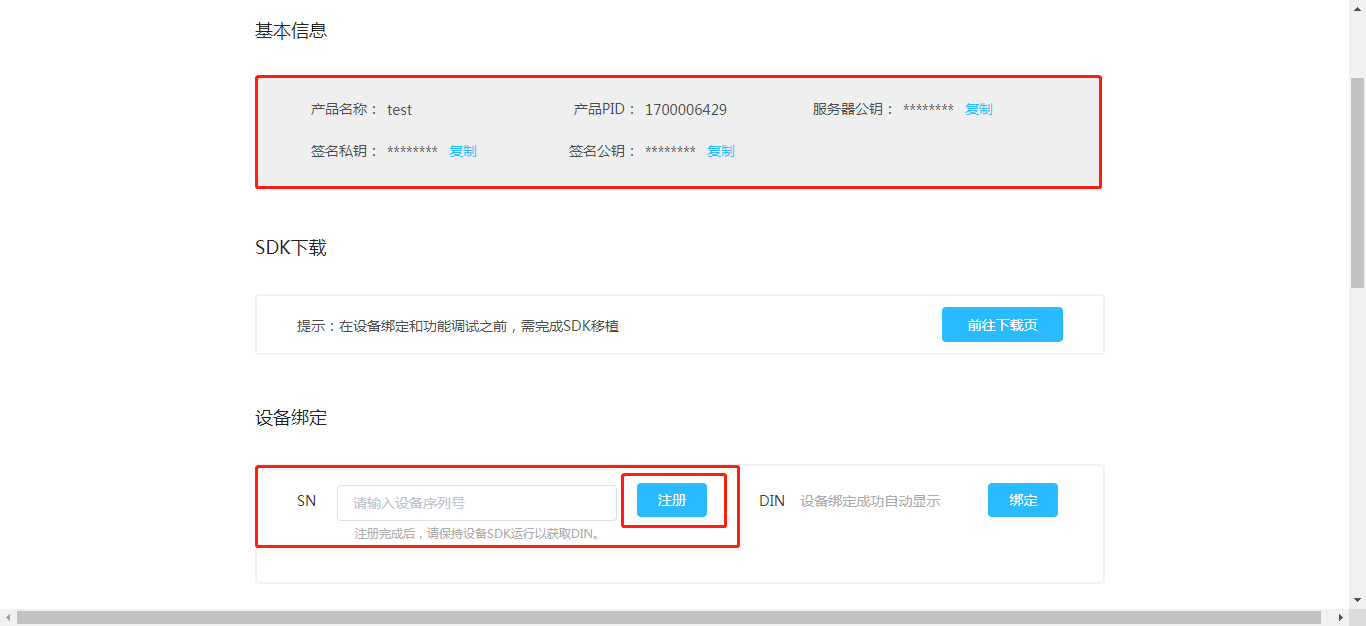 基本信息
产品名称： test 产品PID： 1700006429 服务器公钥： ******** 复制
签名私钥： ******** 复制 签名公钥： ******** 复制
SDK下载
提示：在设备绑定和功能调试之前，需完成SDK移植 前往下载页
设备绑定
SN 请输入设备序列号 注册 DIN 设备绑定成功自动显示 绑定
注册完成后，请保持设备SDK运行以获取DIN。